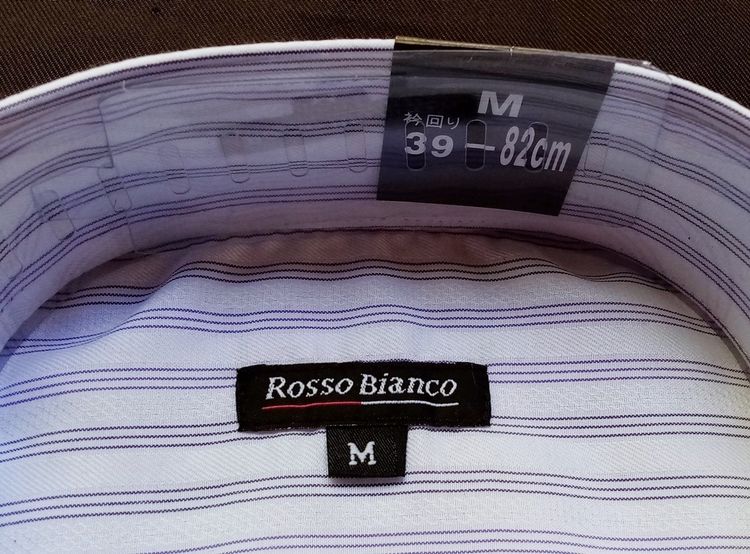 M
衿回り
39-82cm
Rosso Bianco
M